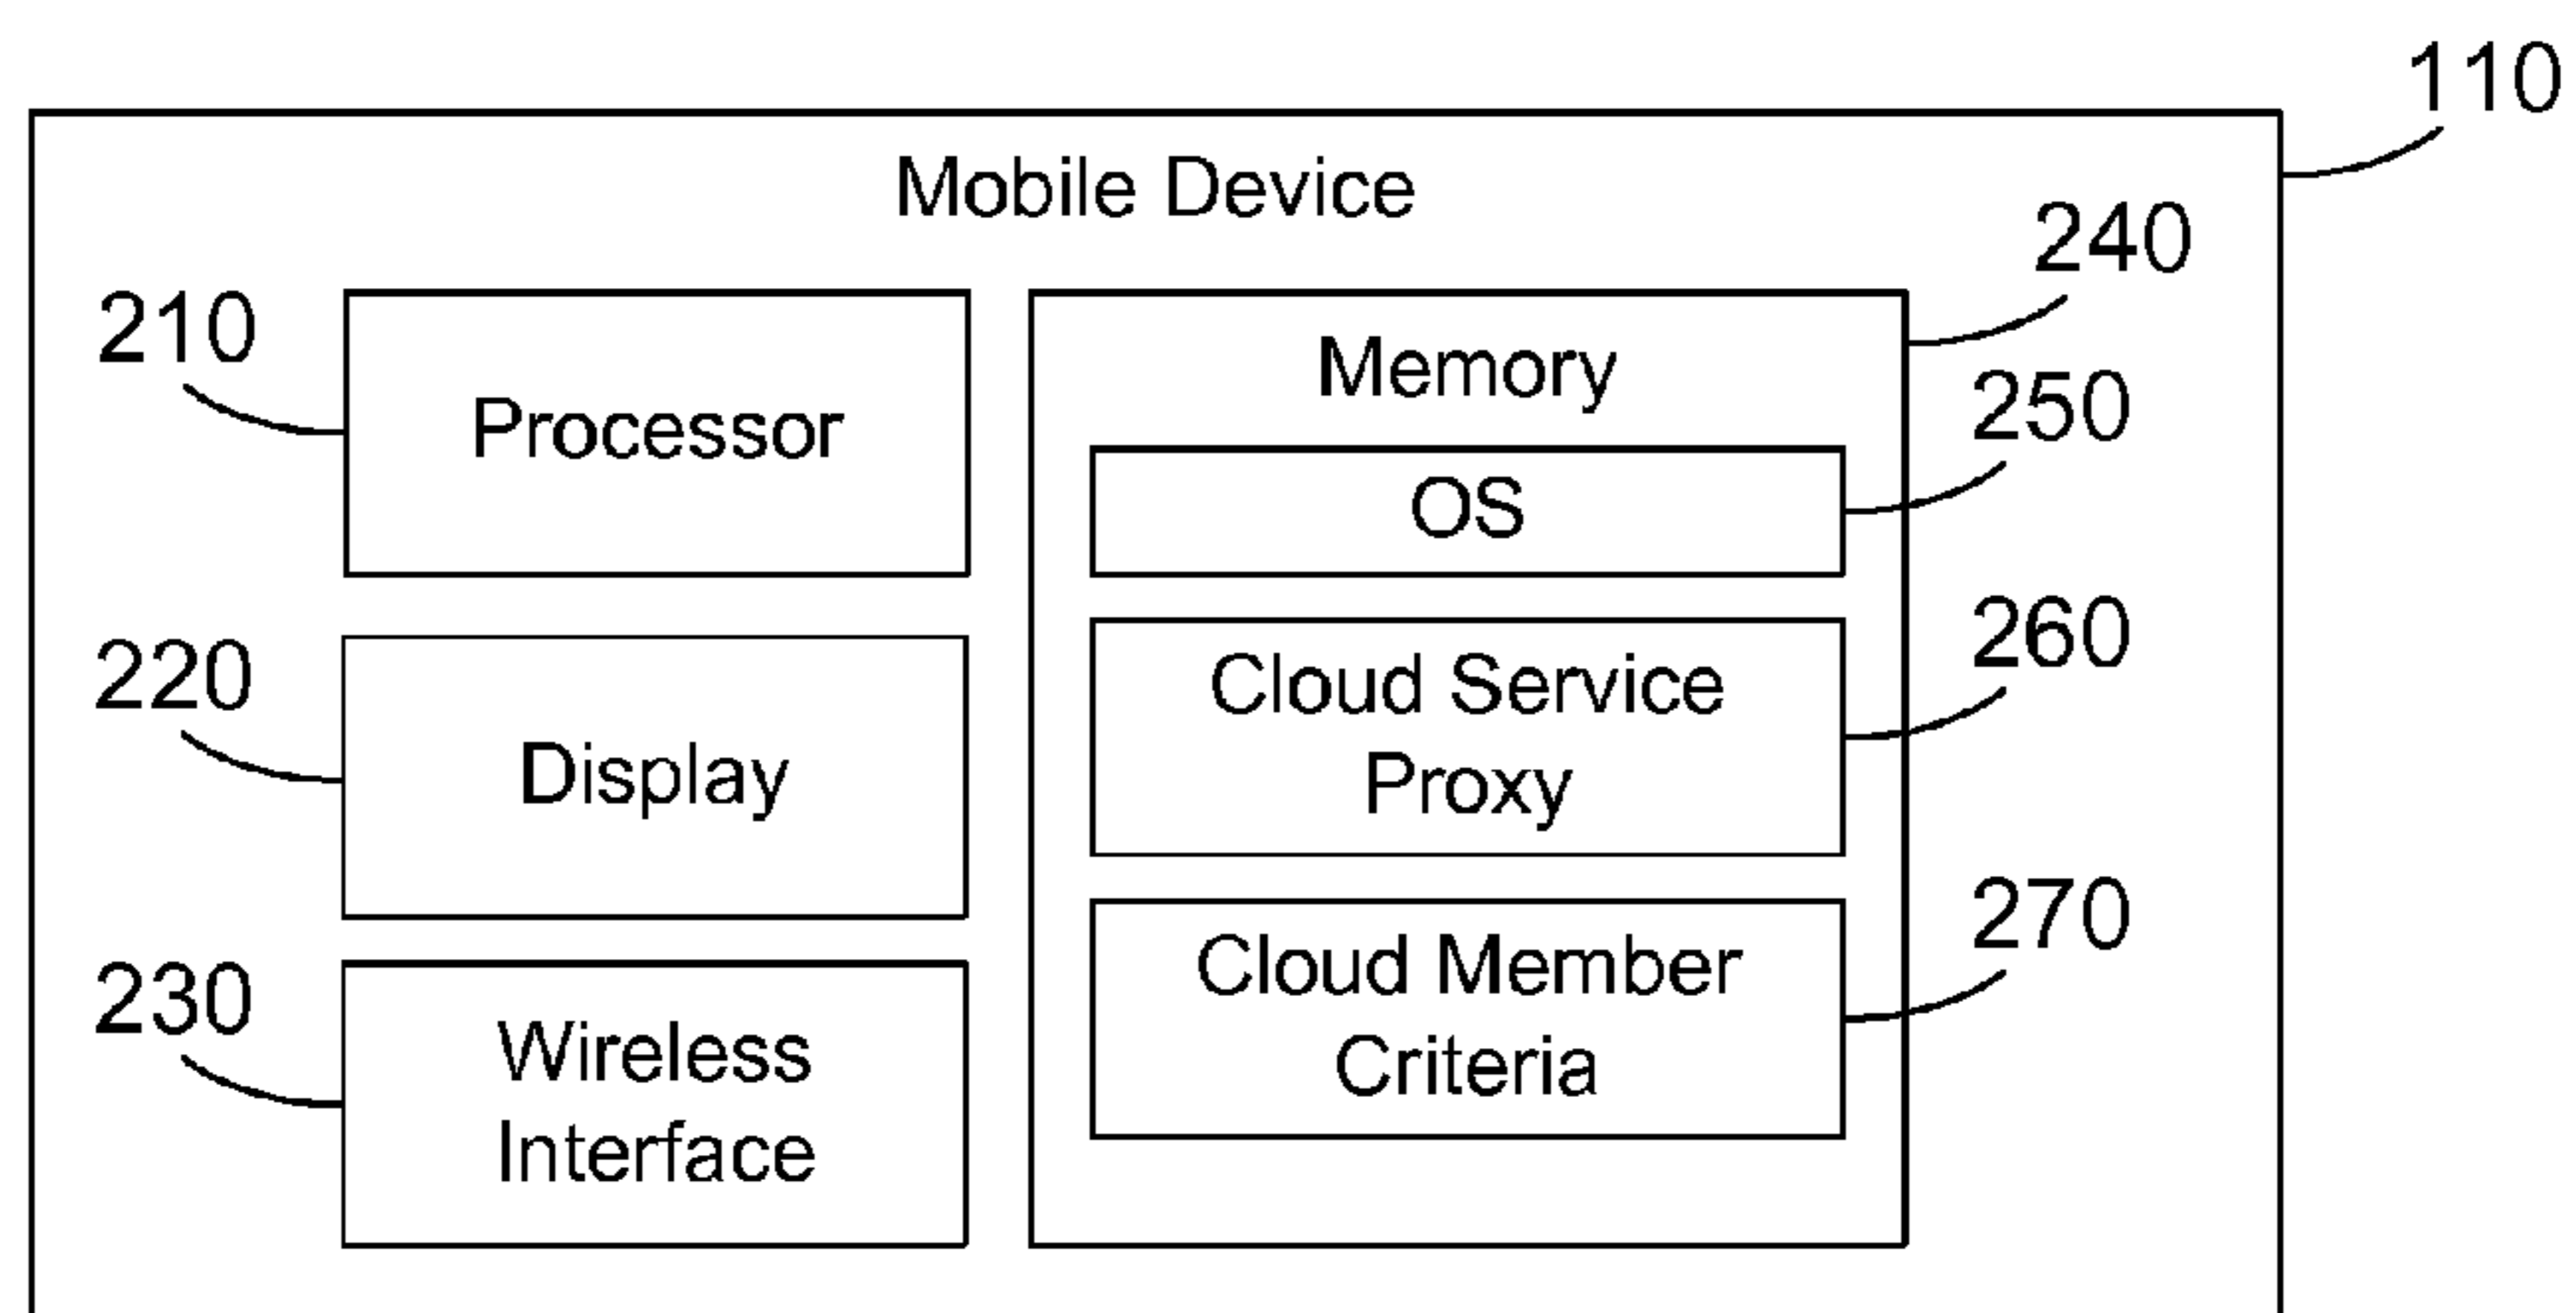 110
Mobile Device
240
210
Processor
Memory
250
OS
220
Display
260
Cloud Service
Proxy
230
Wireless
Interface
270
Cloud Member
Criteria